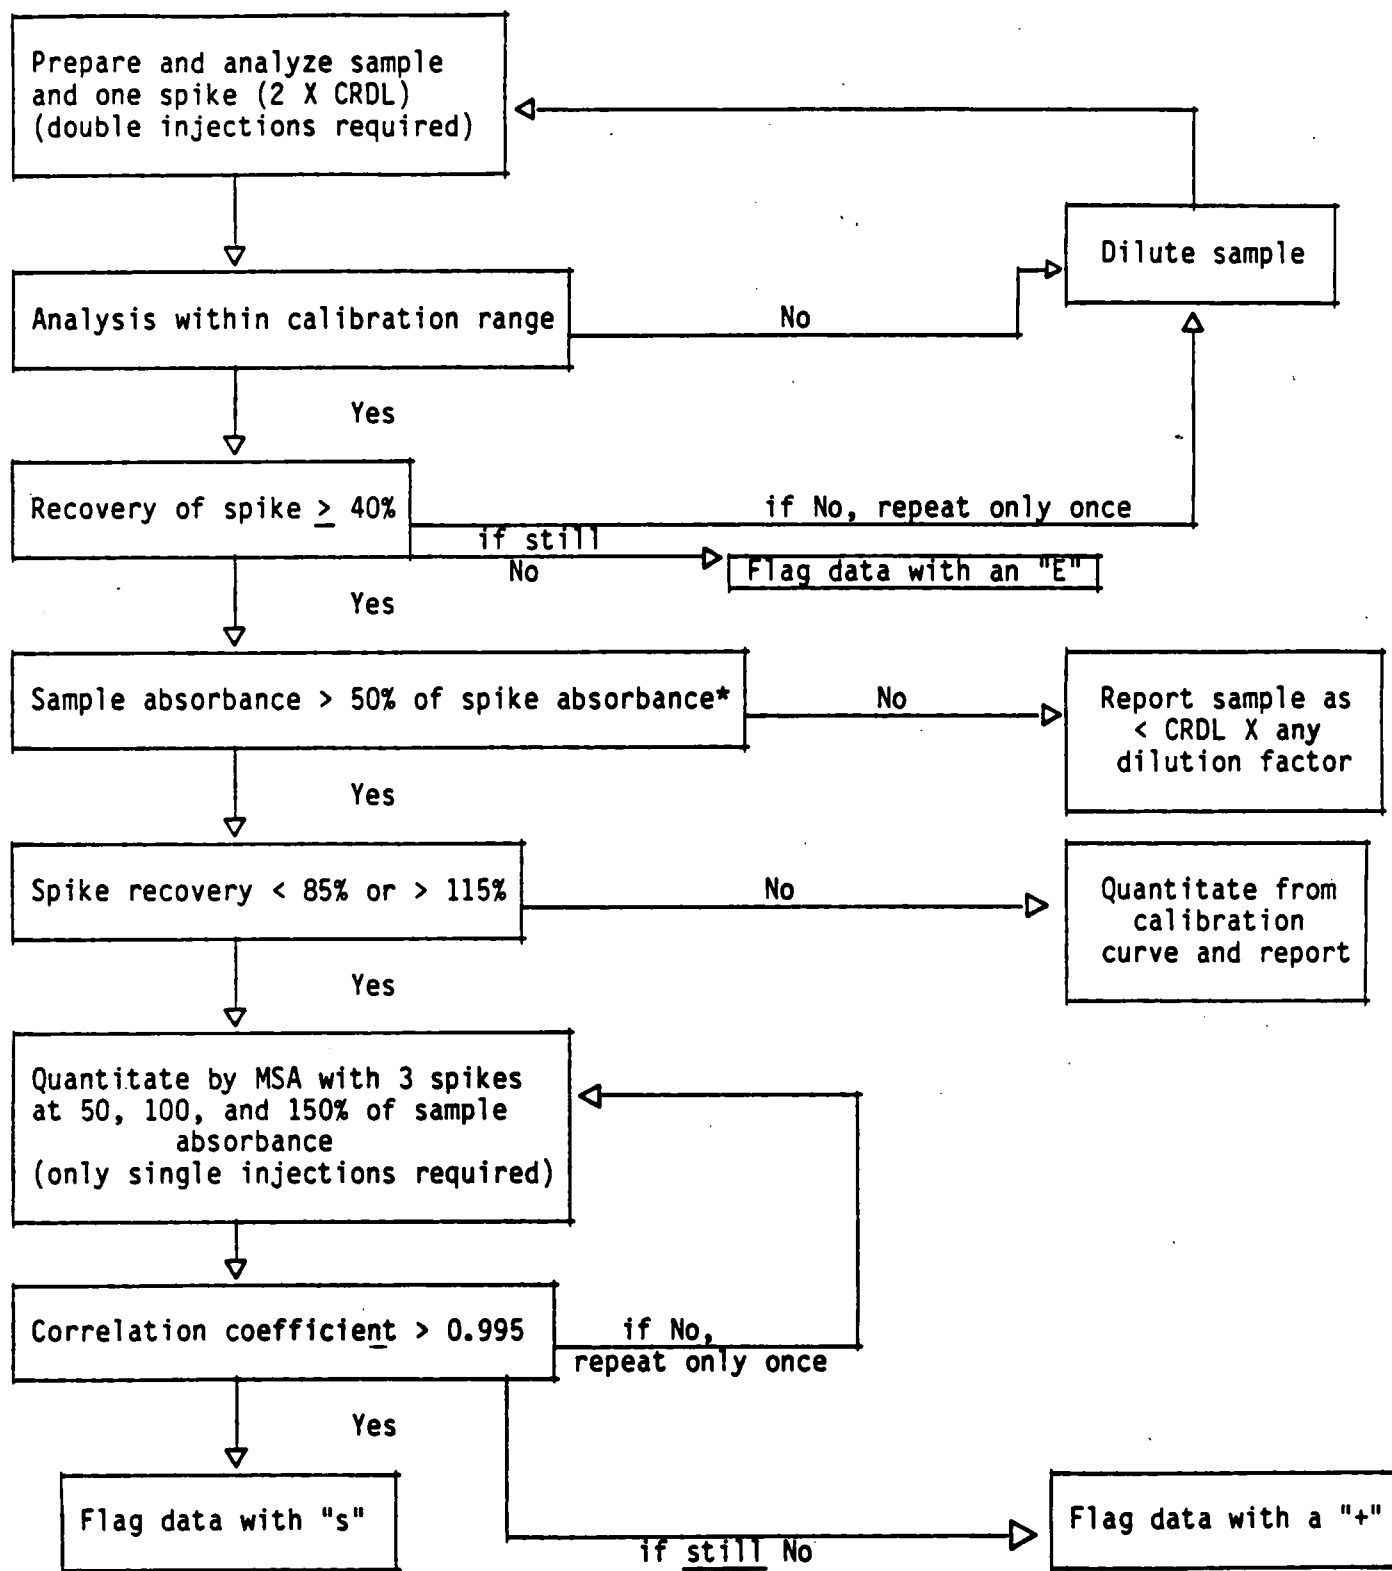 Prepare and analyze sample
and one spike (2 X CRDL)
(double injections required)
Dilute sample
Analysis within calibration range
No
Yes
Recovery of spike ≥ 40%
if No, repeat only once
if still
No
Flag data with an "E"
Yes
Sample absorbance > 50% of spike absorbance*
No
Report sample as
< CRDL X any
dilution factor
Yes
Spike recovery < 85% or > 115%
No
Quantitate from
calibration
curve and report
Yes
Quantitate by MSA with 3 spikes
at 50, 100, and 150% of sample
absorbance
(only single injections required)
Correlation coefficient > 0.995
if No,
repeat only once
Yes
Flag data with "s"
if still No
Flag data with a "+"